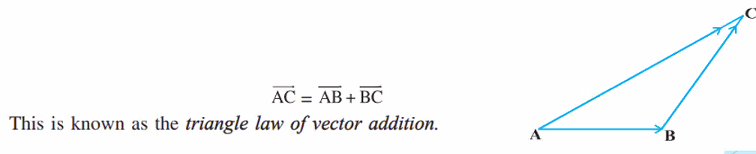 C
AC = AB + BC
This is known as the triangle law of vector addition.
A
B